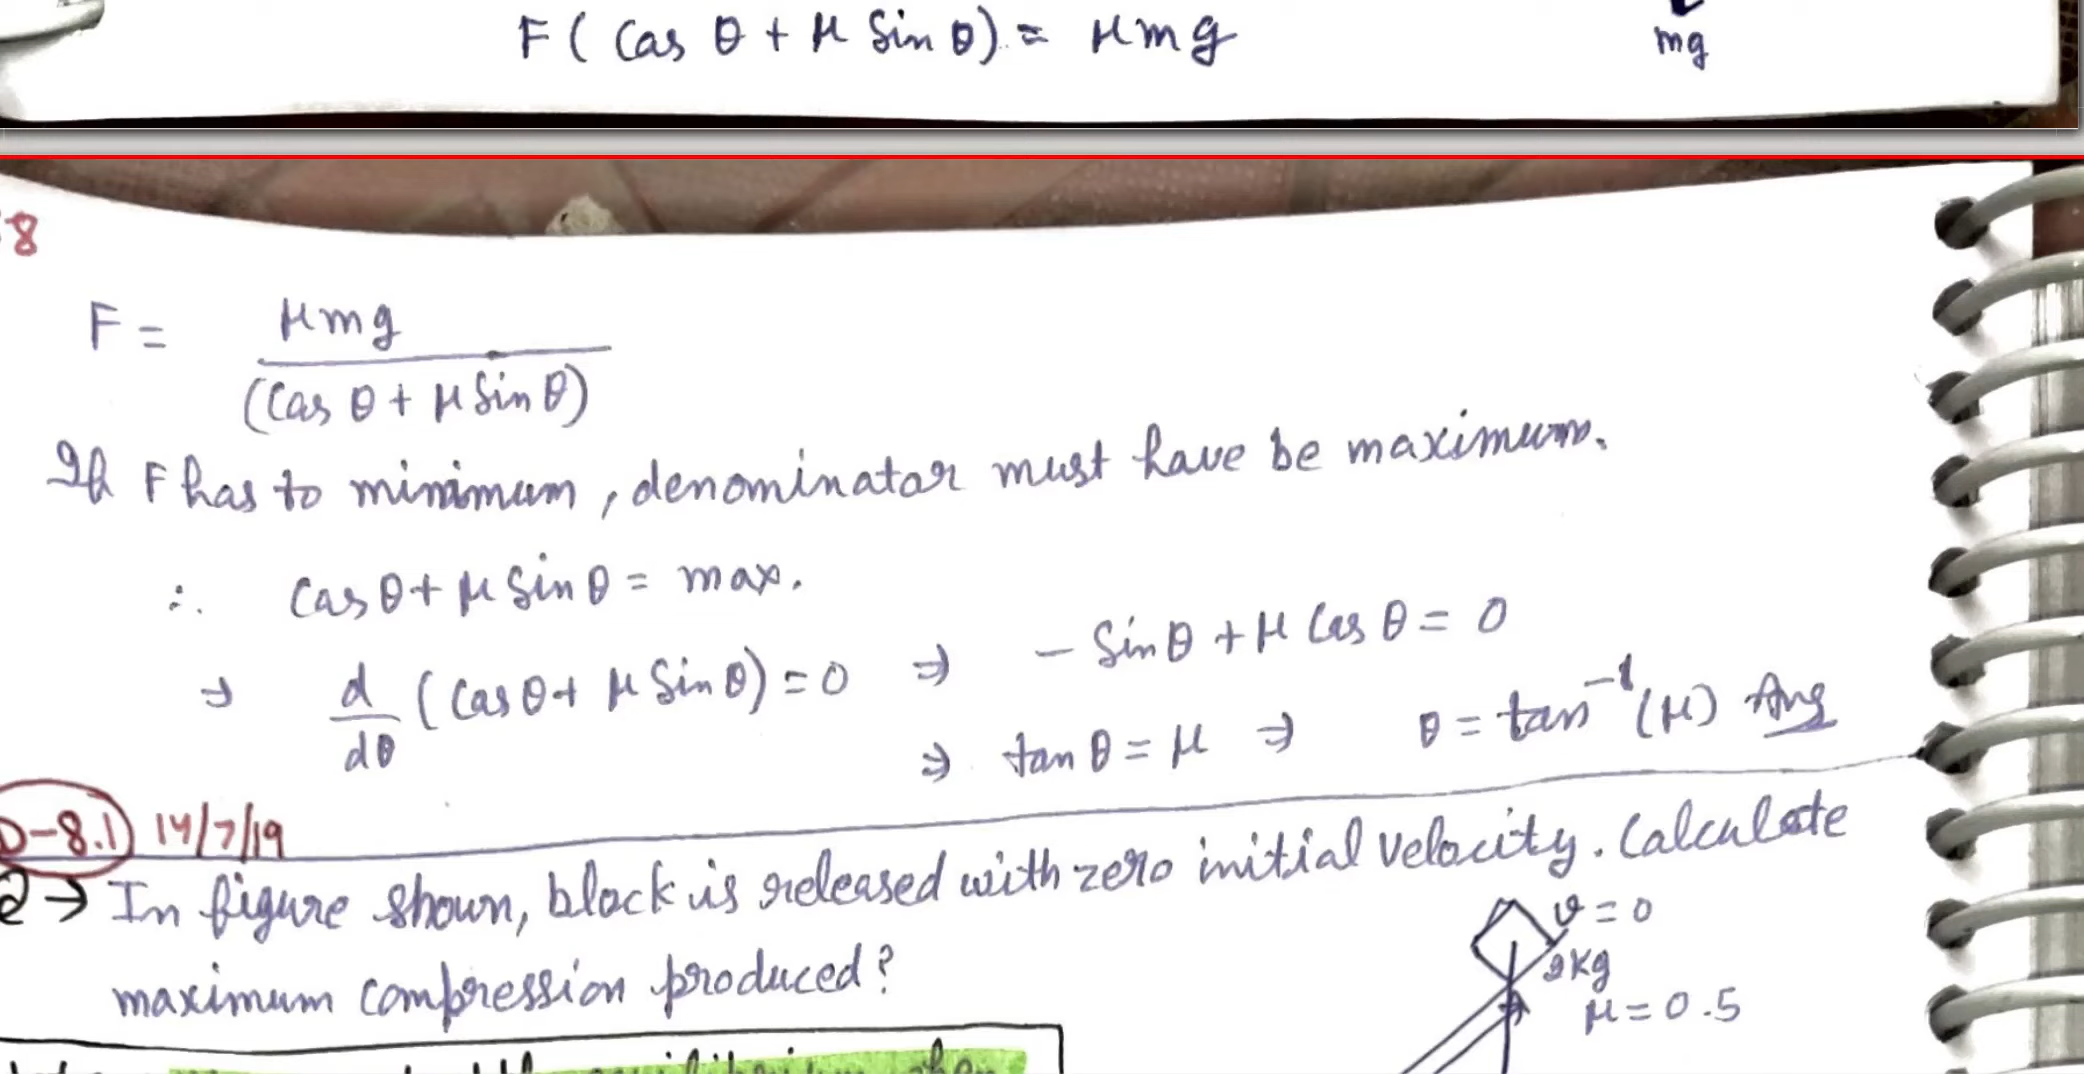 F( Cos θ + μ Sin θ) = μmg
mg
8
F = μmg / (Cos θ + μ Sin θ)
If F has to minimum, denominator must have be maximum.
∴ Cos θ + μ Sin θ = max.
⇒ d/dθ (Cos θ + μ Sin θ) = 0 ⇒ - Sin θ + μ Cos θ = 0
⇒ tan θ = μ ⇒ θ = tan⁻¹(μ) Ans
D-8.1 14/7/19
Q → In figure shown, block is released with zero initial velocity. Calculate
maximum compression produced?
v = 0
2Kg
μ = 0.5